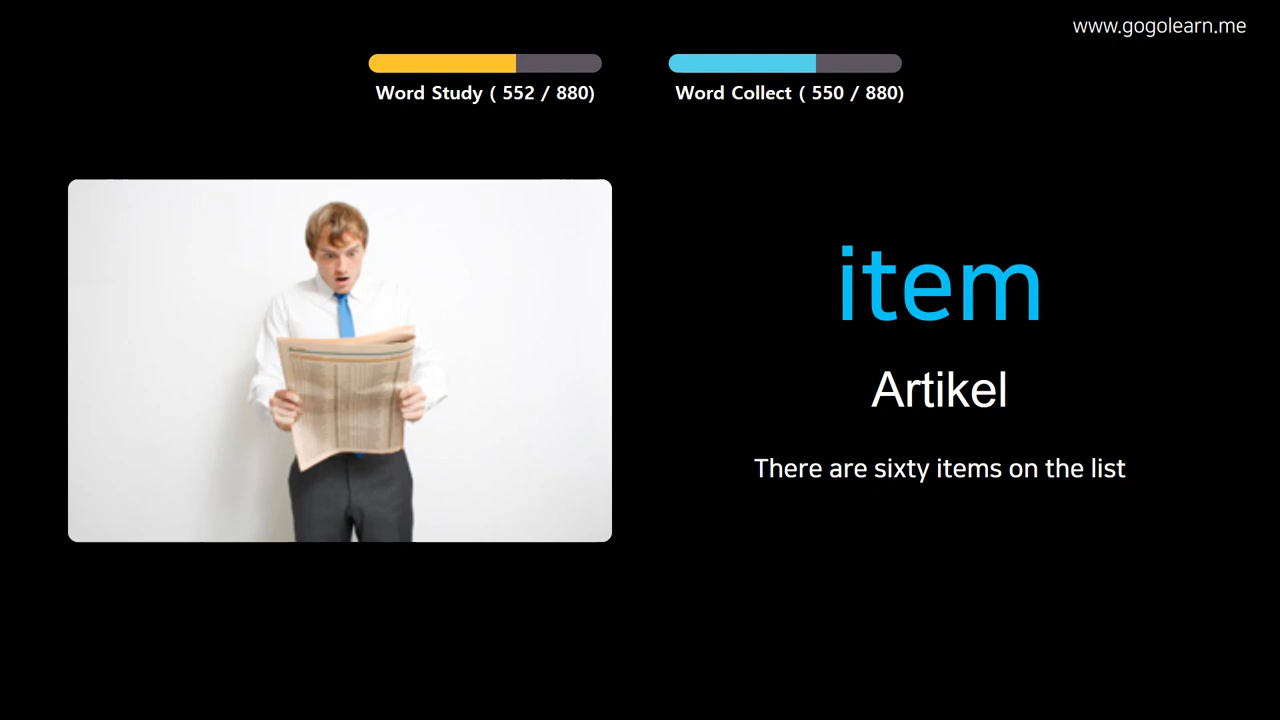 www.gogolearn.me
Word Study ( 552 / 880)
Word Collect ( 550 / 880)
item
Artikel
There are sixty items on the list